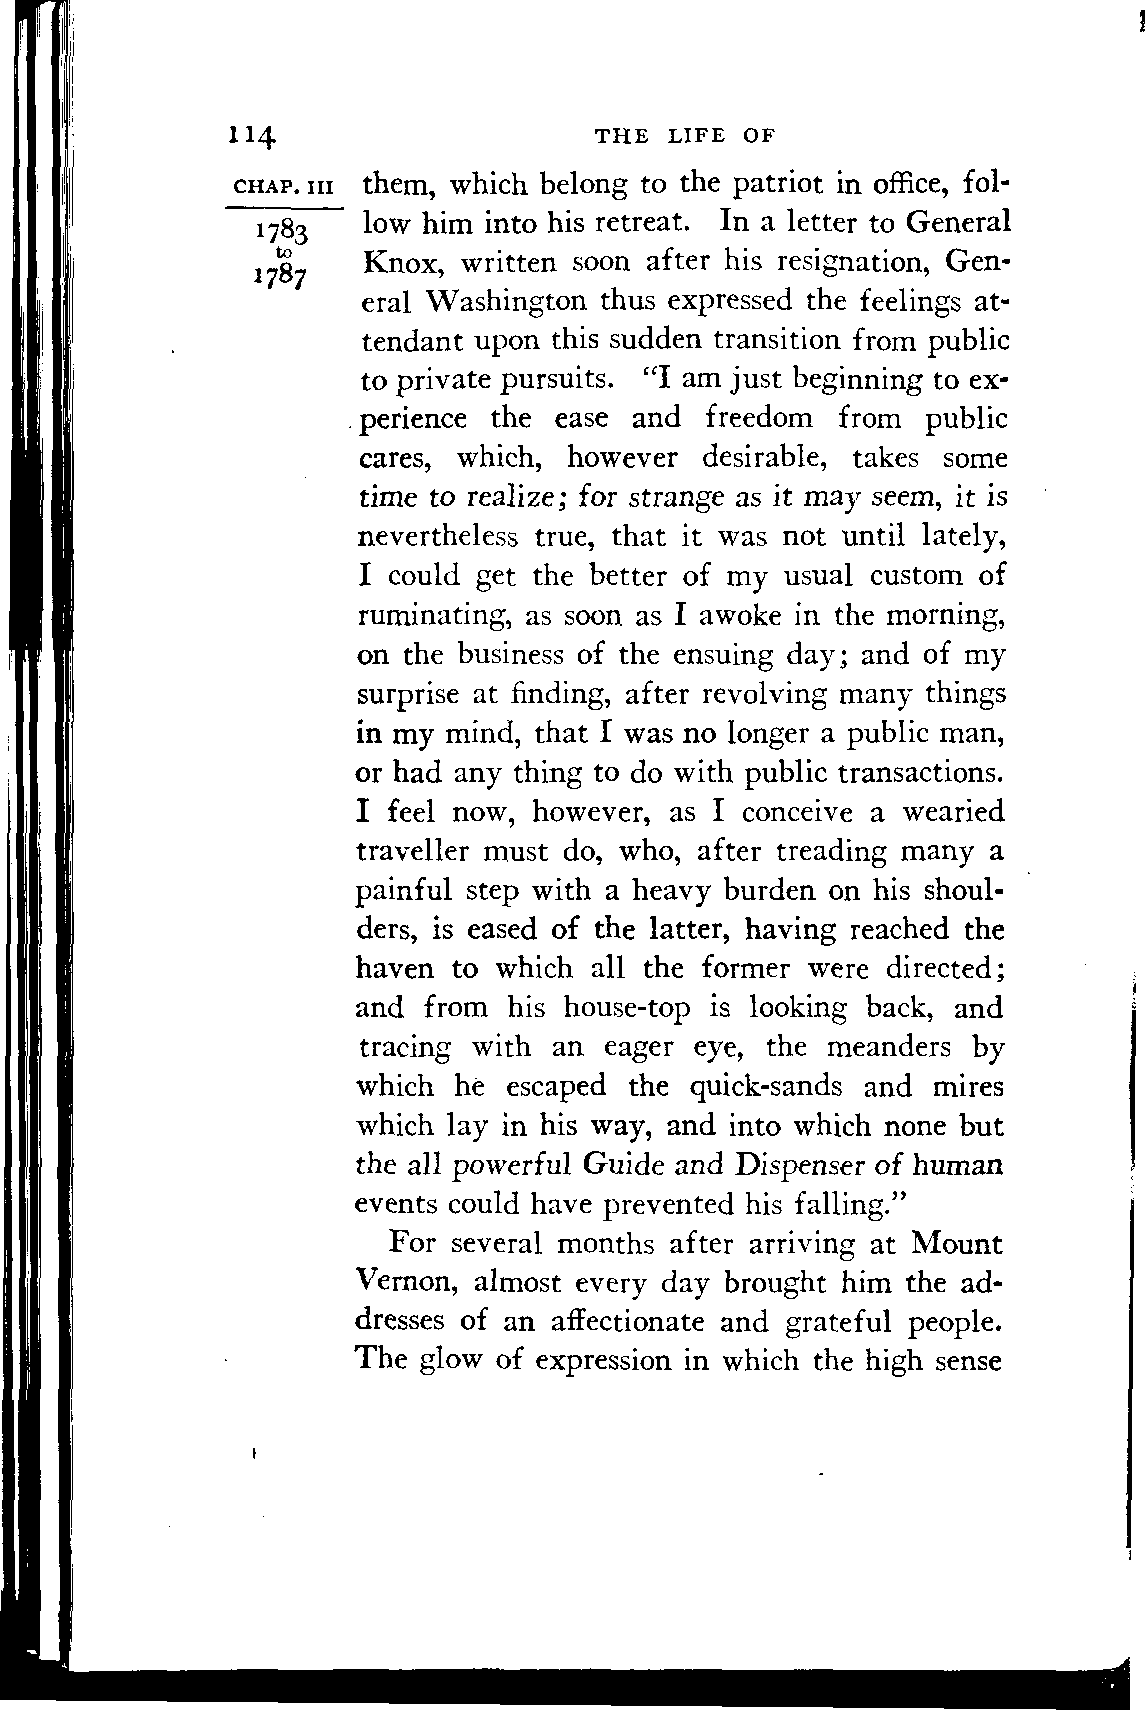 114 THE LIFE OF
CHAP. III
1783
to
1787
them, which belong to the patriot in office, fol-
low him into his retreat. In a letter to General
Knox, written soon after his resignation, Gen-
eral Washington thus expressed the feelings at-
tendant upon this sudden transition from public
to private pursuits. “I am just beginning to ex-
perience the ease and freedom from public
cares, which, however desirable, takes some
time to realize; for strange as it may seem, it is
nevertheless true, that it was not until lately,
I could get the better of my usual custom of
ruminating, as soon as I awoke in the morning,
on the business of the ensuing day; and of my
surprise at finding, after revolving many things
in my mind, that I was no longer a public man,
or had any thing to do with public transactions.
I feel now, however, as I conceive a wearied
traveller must do, who, after treading many a
painful step with a heavy burden on his shoul-
ders, is eased of the latter, having reached the
haven to which all the former were directed;
and from his house-top is looking back, and
tracing with an eager eye, the meanders by
which he escaped the quick-sands and mires
which lay in his way, and into which none but
the all powerful Guide and Dispenser of human
events could have prevented his falling.”
For several months after arriving at Mount
Vernon, almost every day brought him the ad-
dresses of an affectionate and grateful people.
The glow of expression in which the high sense